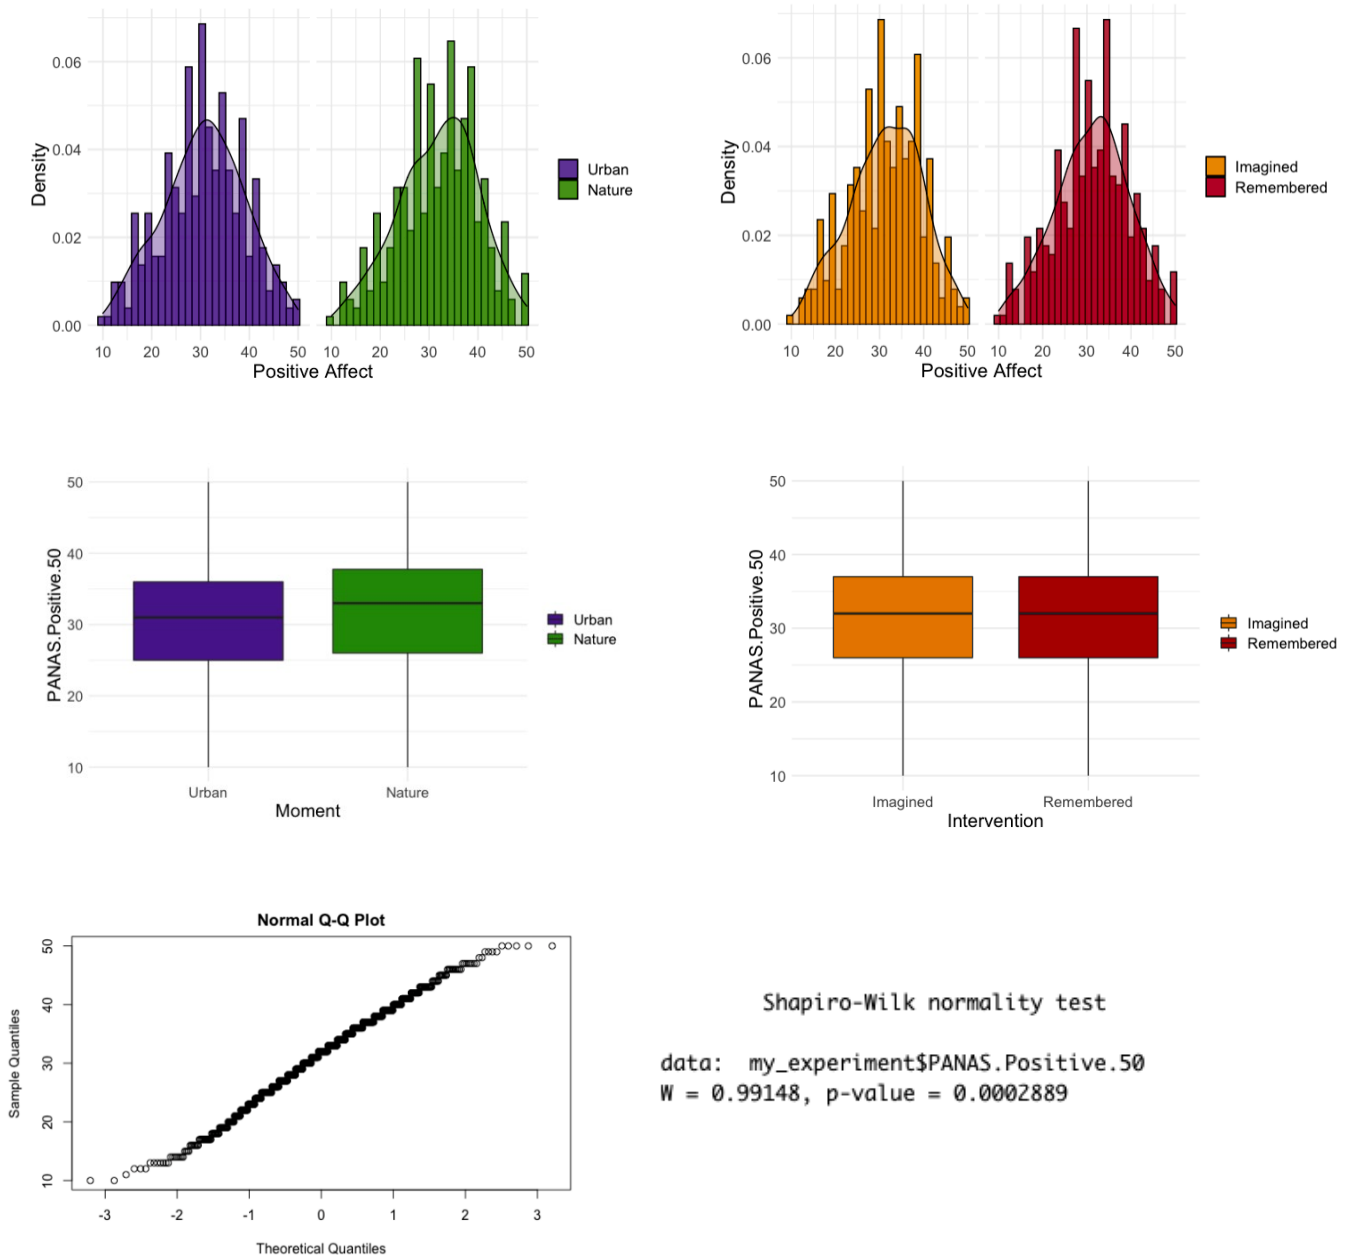 Density
0.06
0.04
0.02
0.00
10 20 30 40 50 10 20 30 40 50
Positive Affect
Urban
Nature
Density
0.06
0.04
0.02
0.00
10 20 30 40 50 10 20 30 40 50
Positive Affect
Imagined
Remembered
PANAS.Positive.50
50
40
30
20
10
Urban Nature
Moment
Urban
Nature
PANAS.Positive.50
50
40
30
20
10
Imagined Remembered
Intervention
Imagined
Remembered
Normal Q-Q Plot
Sample Quantiles
50
40
30
20
10
-3 -2 -1 0 1 2 3
Theoretical Quantiles
Shapiro-Wilk normality test
data: my_experiment$PANAS.Positive.50
W = 0.99148, p-value = 0.0002889